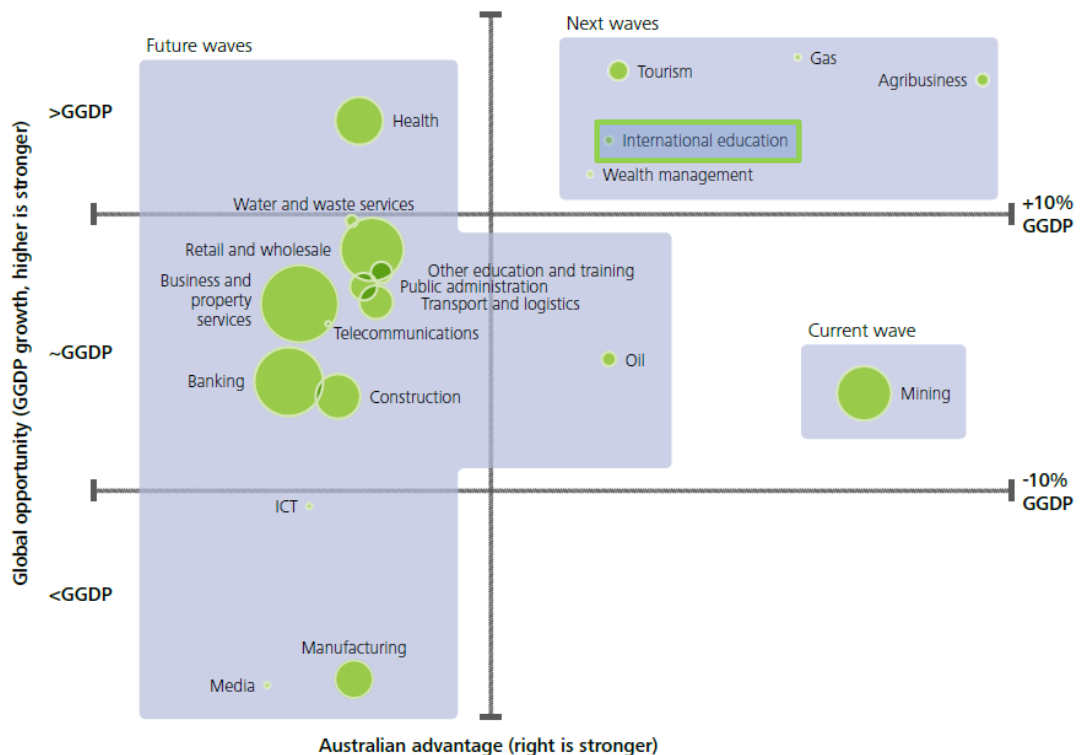 Next waves
Future waves
Gas
Tourism
Agribusiness
>GGDP
Health
International education
Wealth management
Water and waste services
+10%
GGDP
Retail and wholesale
Other education and training
Business and
property
services
Public administration
Transport and logistics
Telecommunications
Current wave
~GGDP
Oil
Banking
Construction
Mining
-10%
GGDP
ICT
<GGDP
Manufacturing
Media
Global opportunity (GGDP growth, higher is stronger)
Australian advantage (right is stronger)